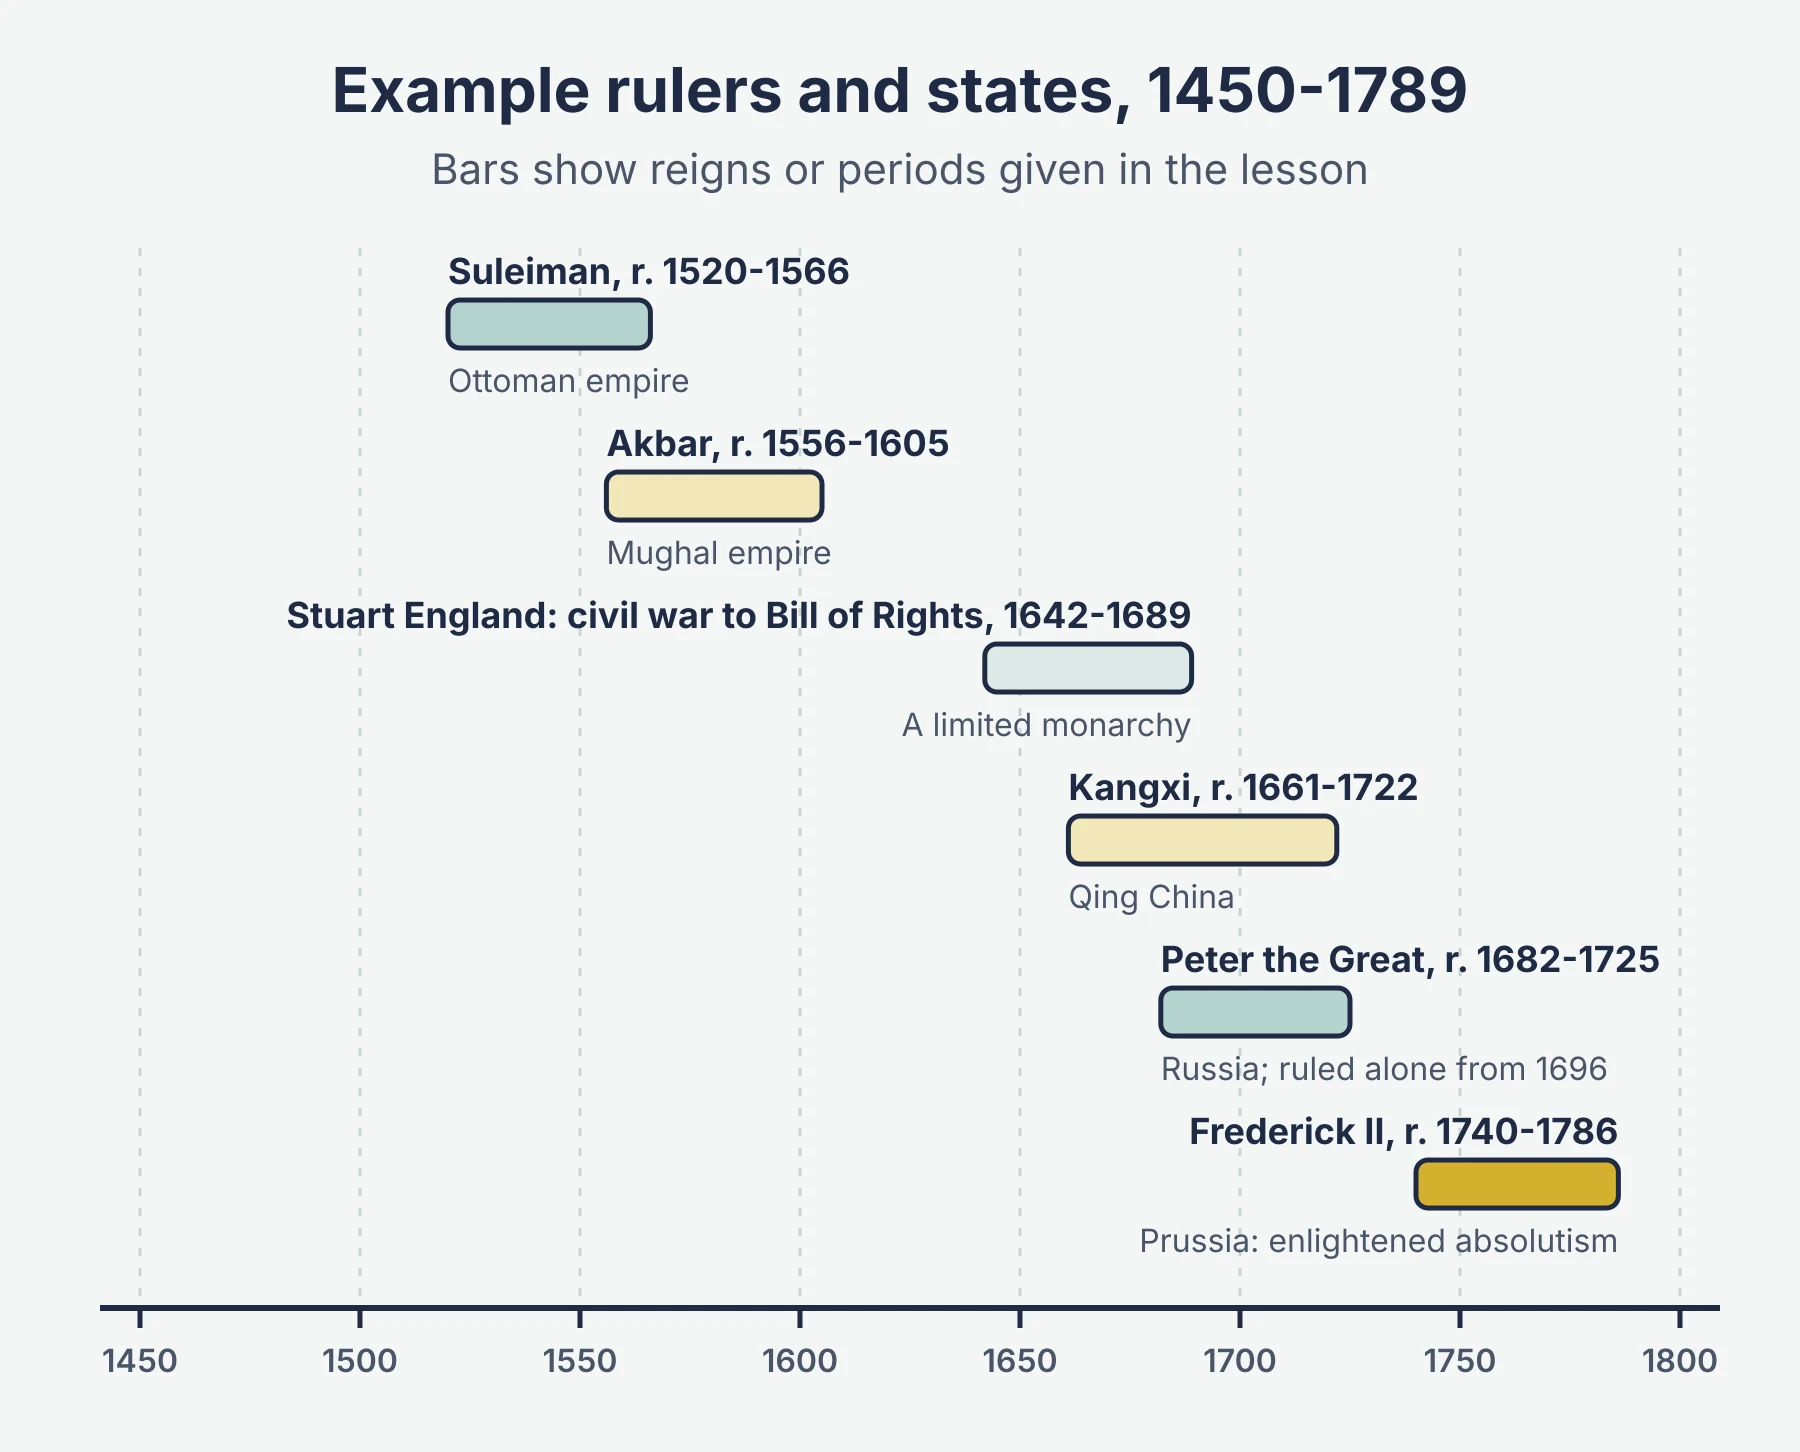 Example rulers and states, 1450-1789
Bars show reigns or periods given in the lesson
Suleiman, r. 1520-1566
Ottoman empire
Akbar, r. 1556-1605
Mughal empire
Stuart England: civil war to Bill of Rights, 1642-1689
A limited monarchy
Kangxi, r. 1661-1722
Qing China
Peter the Great, r. 1682-1725
Russia; ruled alone from 1696
Frederick II, r. 1740-1786
Prussia: enlightened absolutism
1450 1500 1550 1600 1650 1700 1750 1800